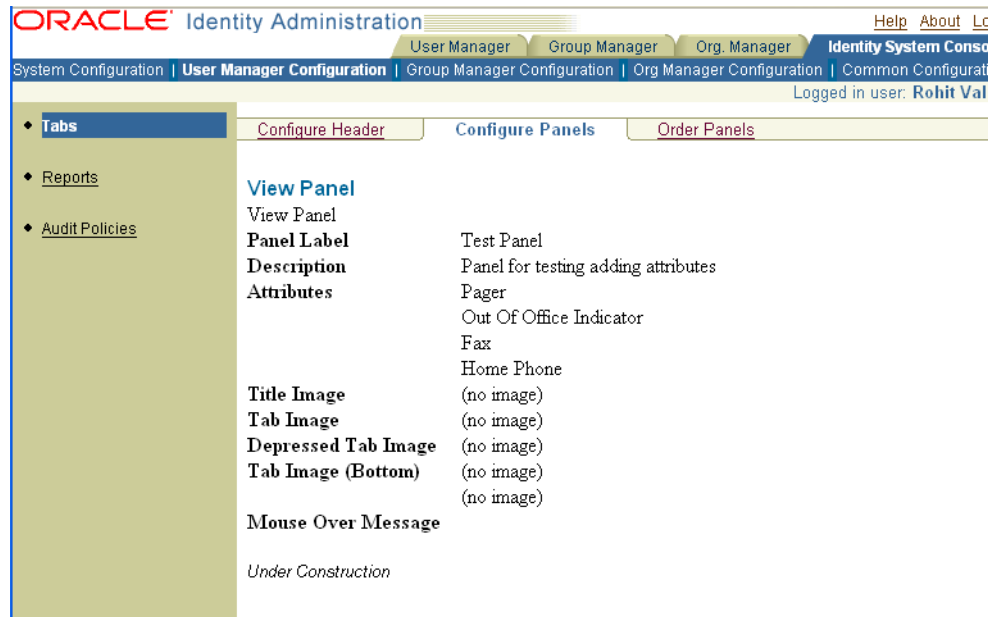 ORACLE Identity Administration
Help About
User Manager Group Manager Org. Manager Identity System
System Configuration | User Manager Configuration | Group Manager Configuration | Org Manager Configuration | Common
Logged in user: Rohit
Tabs
Configure Header Configure Panels Order Panels
Reports
View Panel
View Panel
Audit Policies
Panel Label Test Panel
Description Panel for testing adding attributes
Attributes Pager
Out Of Office Indicator
Fax
Home Phone
Title Image (no image)
Tab Image (no image)
Depressed Tab Image (no image)
Tab Image (Bottom) (no image)
(no image)
Mouse Over Message
Under Construction